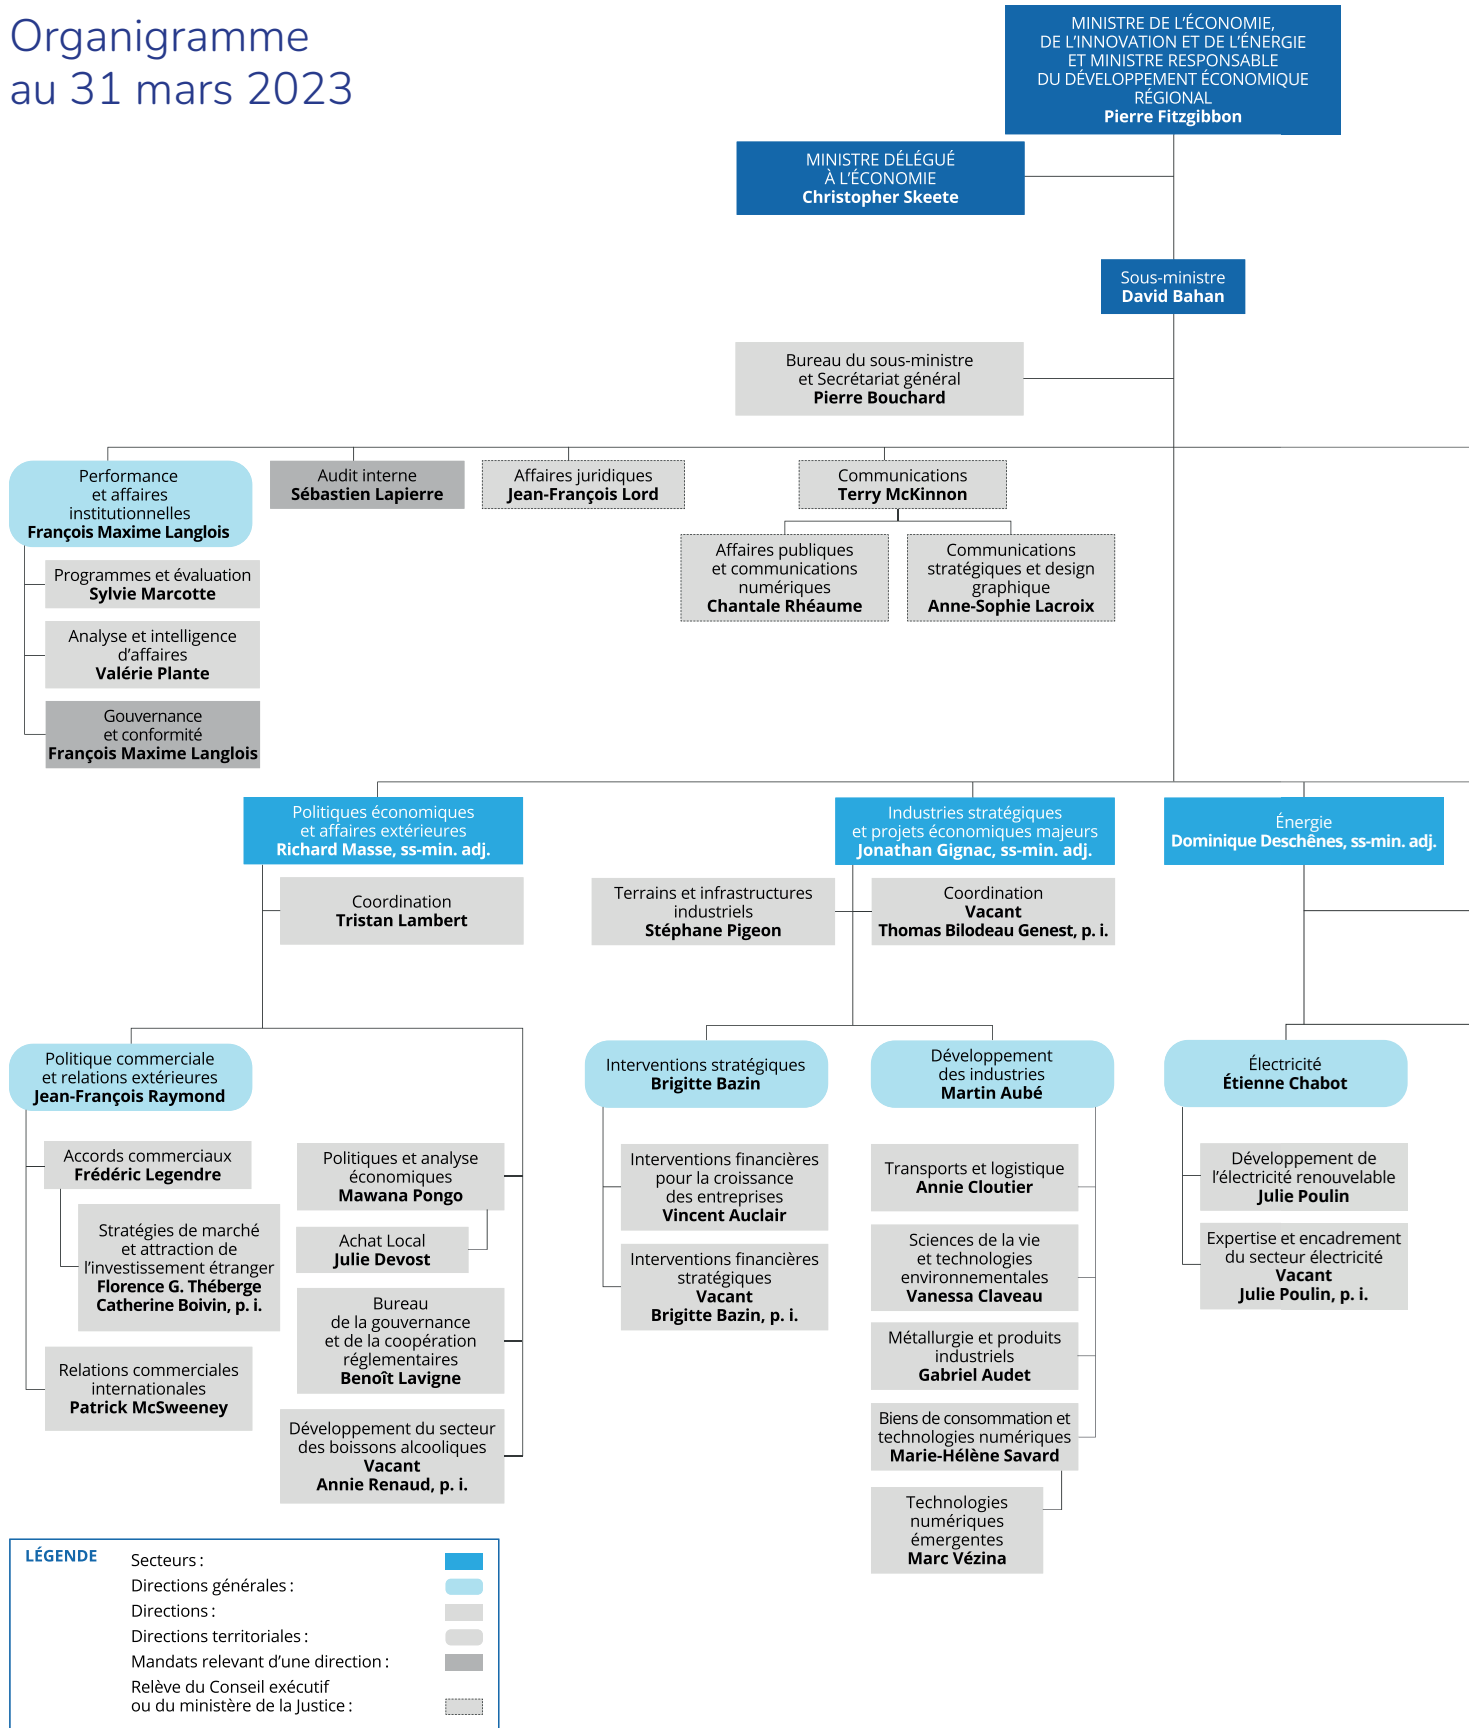 Organigramme
au 31 mars 2023
MINISTRE DE L’ÉCONOMIE,
DE L’INNOVATION ET DE L’ÉNERGIE
ET MINISTRE RESPONSABLE
DU DÉVELOPPEMENT ÉCONOMIQUE
RÉGIONAL
Pierre Fitzgibbon
MINISTRE DÉLÉGUÉ
À L’ÉCONOMIE
Christopher Skeete
Sous-ministre
David Bahan
Bureau du sous-ministre
et Secrétariat général
Pierre Bouchard
Performance
et affaires
institutionnelles
François Maxime Langlois
Programmes et évaluation
Sylvie Marcotte
Analyse et intelligence
d’affaires
Valérie Plante
Gouvernance
et conformité
François Maxime Langlois
Audit interne
Sébastien Lapierre
Affaires juridiques
Jean-François Lord
Communications
Terry McKinnon
Affaires publiques
et communications
numériques
Chantale Rhéaume
Communications
stratégiques et design
graphique
Anne-Sophie Lacroix
Politiques économiques
et affaires extérieures
Richard Masse, ss-min. adj.
Coordination
Tristan Lambert
Politique commerciale
et relations extérieures
Jean-François Raymond
Accords commerciaux
Frédéric Legendre
Stratégies de marché
et attraction de
l’investissement étranger
Florence G. Théberge
Catherine Boivin, p. i.
Relations commerciales
internationales
Patrick McSweeney
Politiques et analyse
économiques
Mawana Pongo
Achat Local
Julie Devost
Bureau
de la gouvernance
et de la coopération
réglementaires
Benoît Lavigne
Développement du secteur
des boissons alcooliques
Vacant
Annie Renaud, p. i.
Industries stratégiques
et projets économiques majeurs
Jonathan Gignac, ss-min. adj.
Terrains et infrastructures
industriels
Stéphane Pigeon
Coordination
Vacant
Thomas Bilodeau Genest, p. i.
Interventions stratégiques
Brigitte Bazin
Interventions financières
pour la croissance
des entreprises
Vincent Auclair
Interventions financières
stratégiques
Vacant
Brigitte Bazin, p. i.
Développement
des industries
Martin Aubé
Transports et logistique
Annie Cloutier
Sciences de la vie
et technologies
environnementales
Vanessa Claveau
Métallurgie et produits
industriels
Gabriel Audet
Biens de consommation et
technologies numériques
Marie-Hélène Savard
Technologies
numériques
émergentes
Marc Vézina
Énergie
Dominique Deschênes, ss-min. adj.
Électricité
Étienne Chabot
Développement de
l’électricité renouvelable
Julie Poulin
Expertise et encadrement
du secteur électricité
Vacant
Julie Poulin, p. i.
LÉGENDE
Secteurs :
Directions générales :
Directions :
Directions territoriales :
Mandats relevant d’une direction :
Relève du Conseil exécutif
ou du ministère de la Justice :